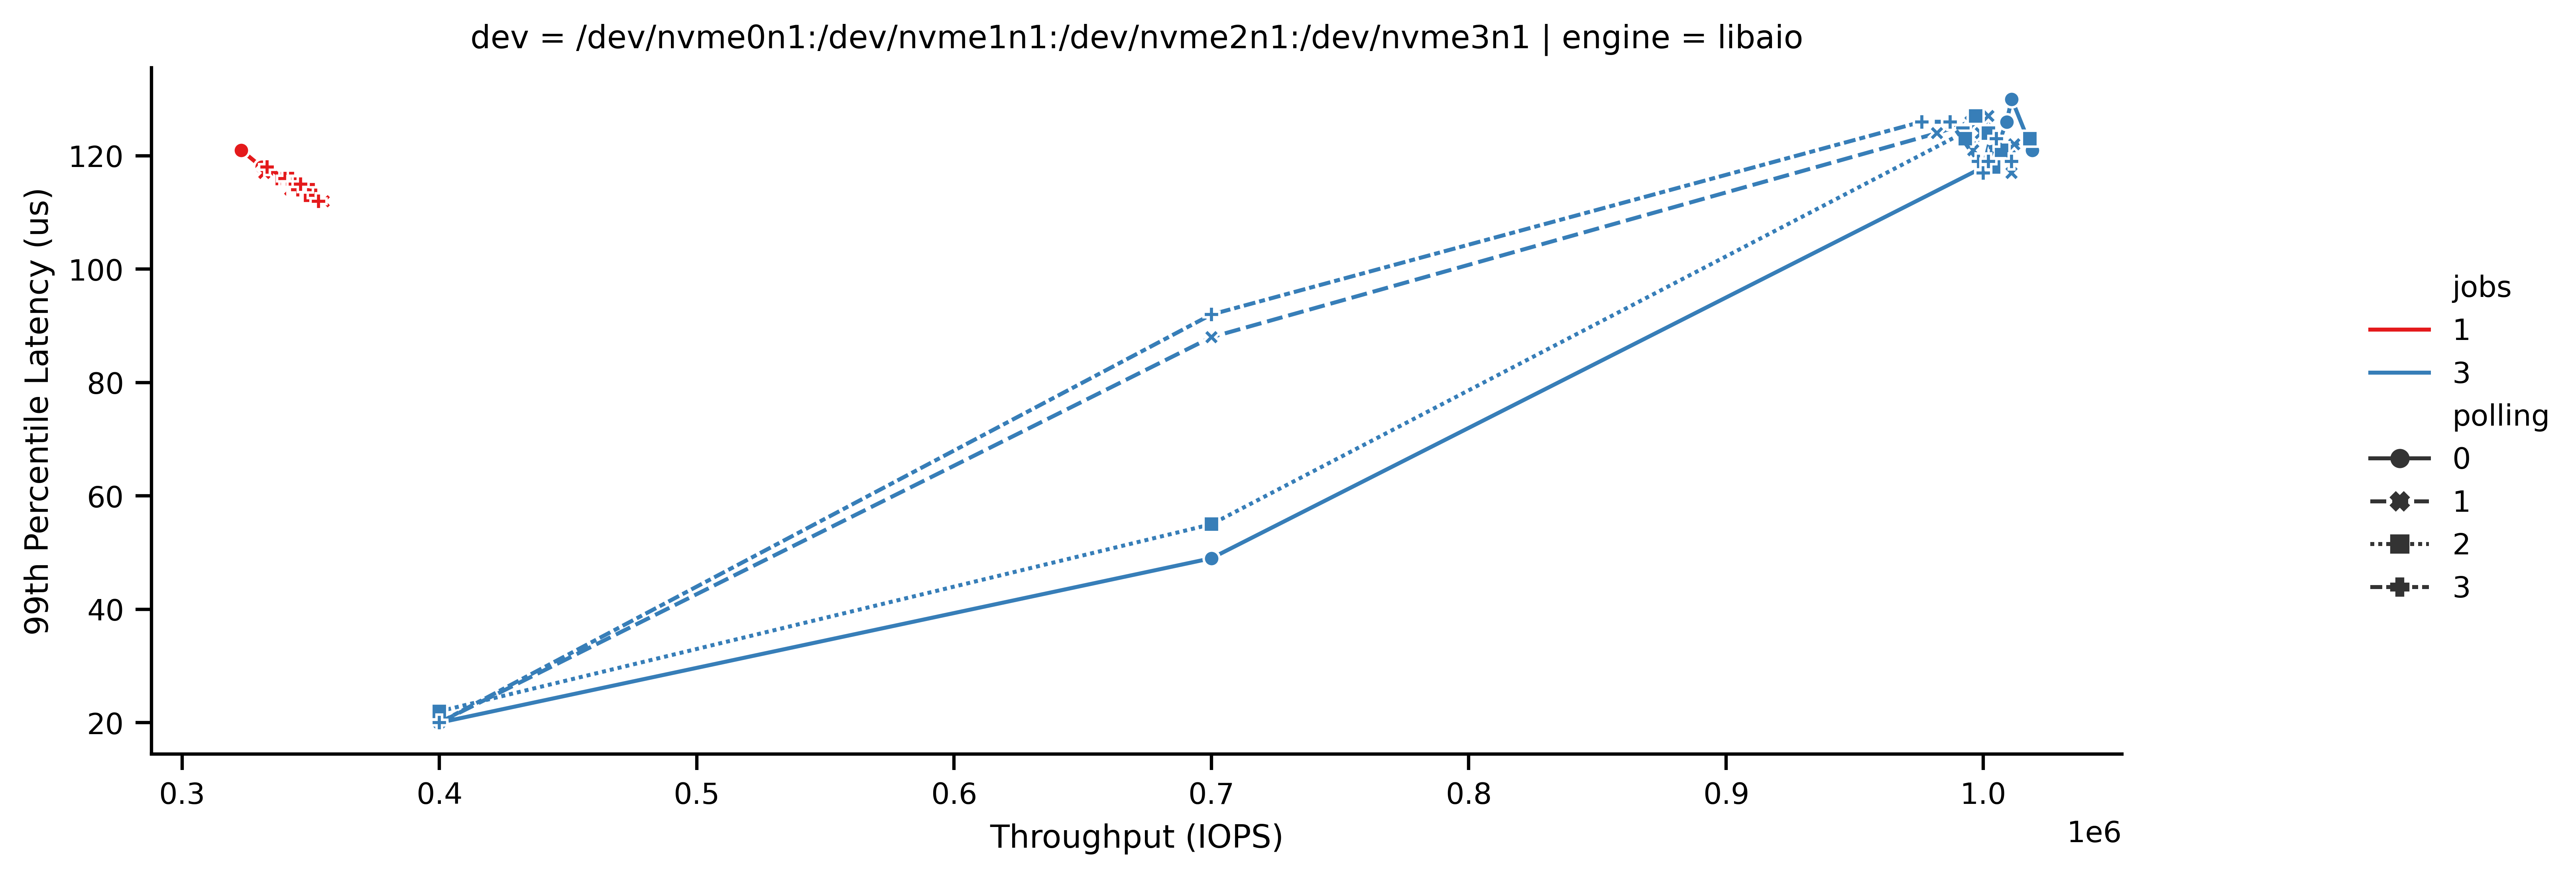 dev = /dev/nvme0n1:/dev/nvme1n1:/dev/nvme2n1:/dev/nvme3n1 | engine = libaio
99th Percentile Latency (us)
120
100
80
60
40
20
0.3 0.4 0.5 0.6 0.7 0.8 0.9 1.0
1e6
Throughput (IOPS)
jobs
1
3
polling
0
1
2
3